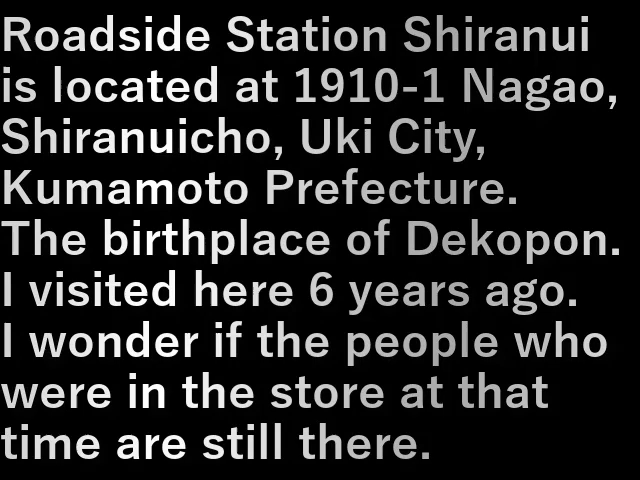 Roadside Station Shiranui
is located at 1910-1 Nagao,
Shiranuicho, Uki City,
Kumamoto Prefecture.
The birthplace of Dekopon.
I visited here 6 years ago.
I wonder if the people who
were in the store at that
time are still there.